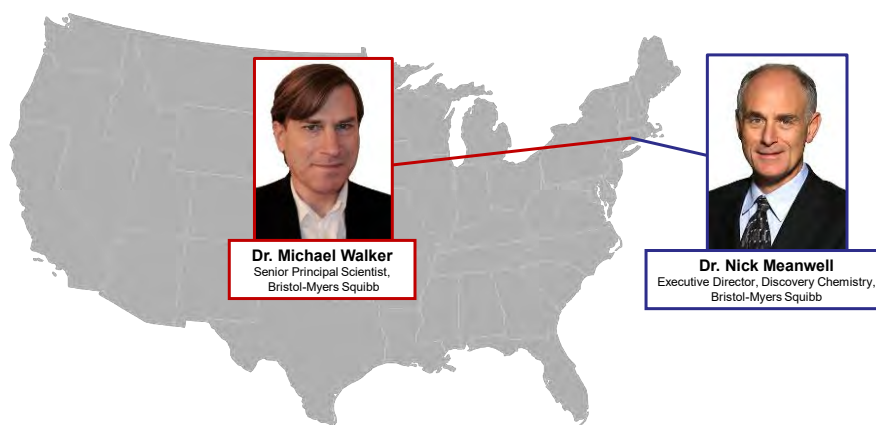 Dr. Michael Walker
Senior Principal Scientist,
Bristol-Myers Squibb
Dr. Nick Meanwell
Executive Director, Discovery Chemistry,
Bristol-Myers Squibb